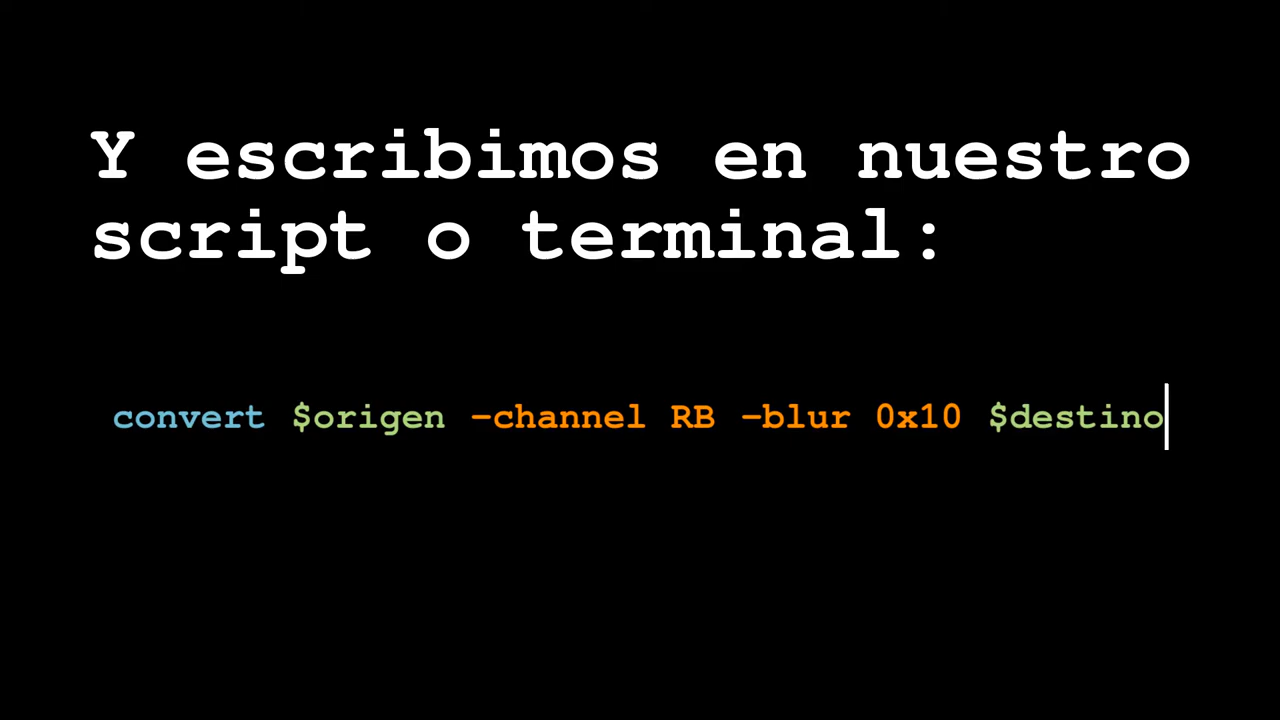 Y escribimos en nuestro
script o terminal:
convert $origen -channel RB -blur 0x10 $destino